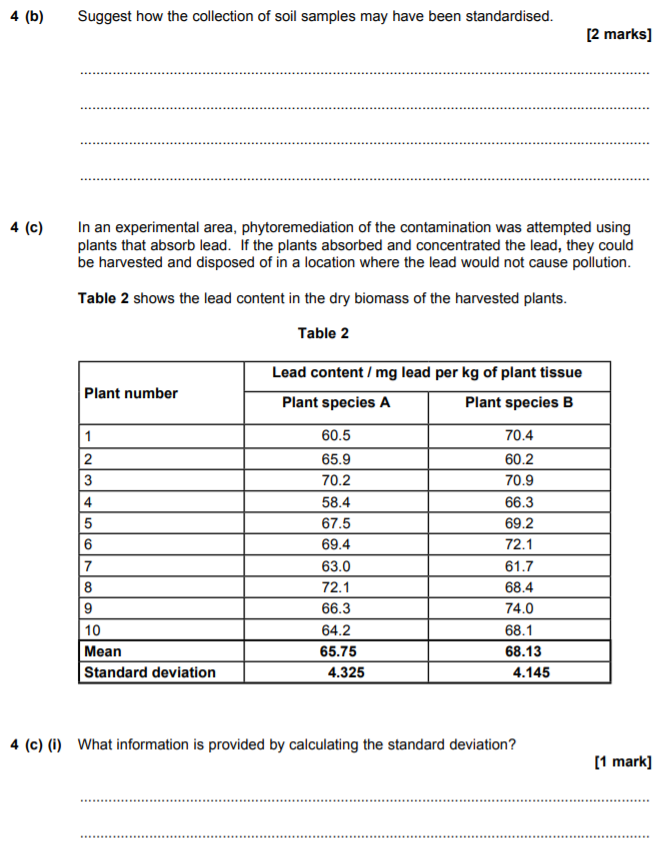 4 (b) Suggest how the collection of soil samples may have been standardised.
[2 marks]
4 (c) In an experimental area, phytoremediation of the contamination was attempted using
plants that absorb lead. If the plants absorbed and concentrated the lead, they could
be harvested and disposed of in a location where the lead would not cause pollution.
Table 2 shows the lead content in the dry biomass of the harvested plants.
Table 2
Plant number
Lead content / mg lead per kg of plant tissue
Plant species A Plant species B
1 60.5 70.4
2 65.9 60.2
3 70.2 70.9
4 58.4 66.3
5 67.5 69.2
6 69.4 72.1
7 63.0 61.7
8 72.1 68.4
9 66.3 74.0
10 64.2 68.1
Mean 65.75 68.13
Standard deviation 4.325 4.145
4 (c) (i) What information is provided by calculating the standard deviation?
[1 mark]